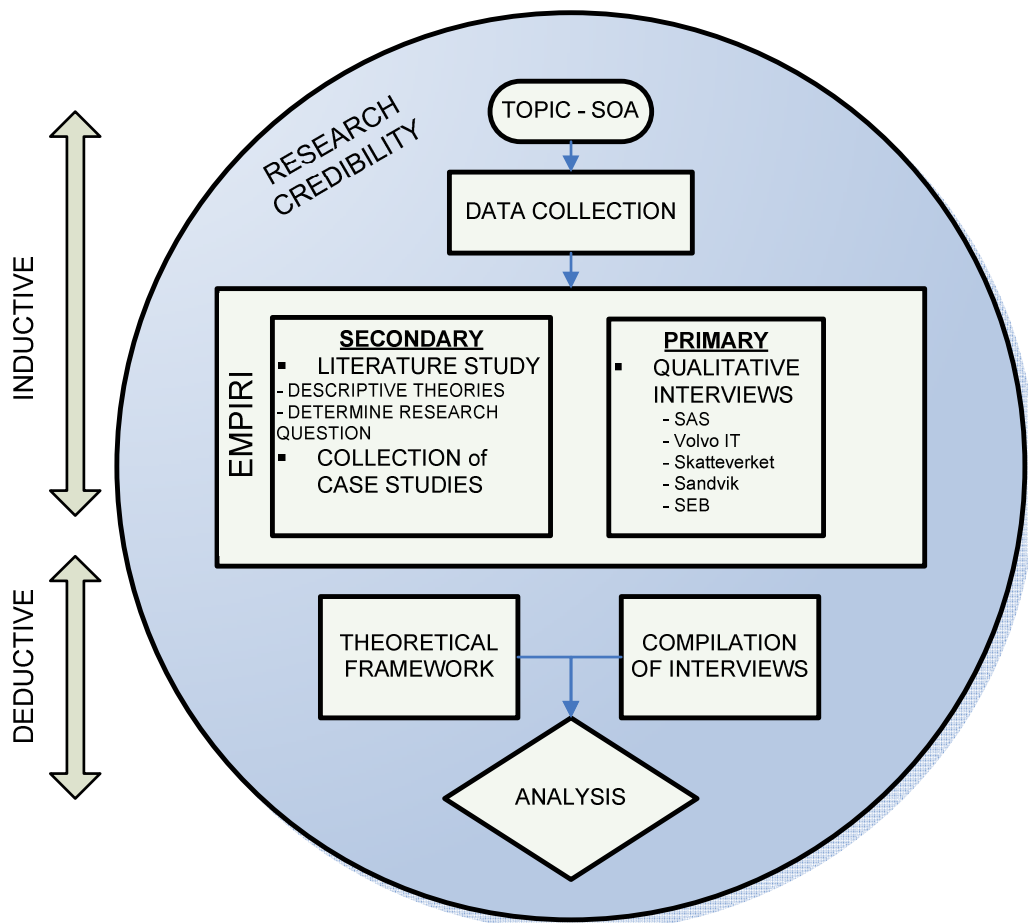 RESEARCH
CREDIBILITY
TOPIC - SOA
DATA COLLECTION
INDUCTIVE
EMPIRI
SECONDARY
▪ LITERATURE STUDY
- DESCRIPTIVE THEORIES
- DETERMINE RESEARCH
QUESTION
▪ COLLECTION of
CASE STUDIES
PRIMARY
▪ QUALITATIVE
INTERVIEWS
- SAS
- Volvo IT
- Skatteverket
- Sandvik
- SEB
DEDUCTIVE
THEORETICAL
FRAMEWORK
COMPILATION
OF INTERVIEWS
ANALYSIS